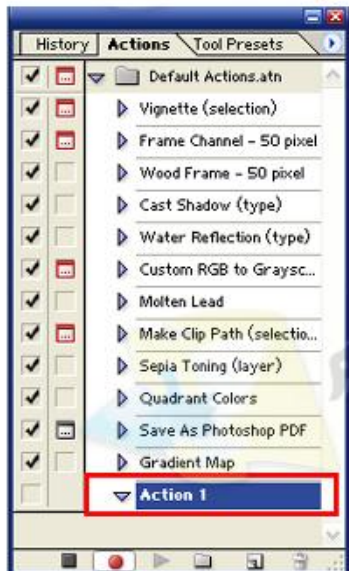 History Actions Tool Presets
Default Actions.atn
Vignette (selection)
Frame Channel - 50 pixel
Wood Frame - 50 pixel
Cast Shadow (type)
Water Reflection (type)
Custom RGB to Graysc...
Molten Lead
Make Clip Path (selectio...
Sepia Toning (layer)
Quadrant Colors
Save As Photoshop PDF
Gradient Map
Action 1